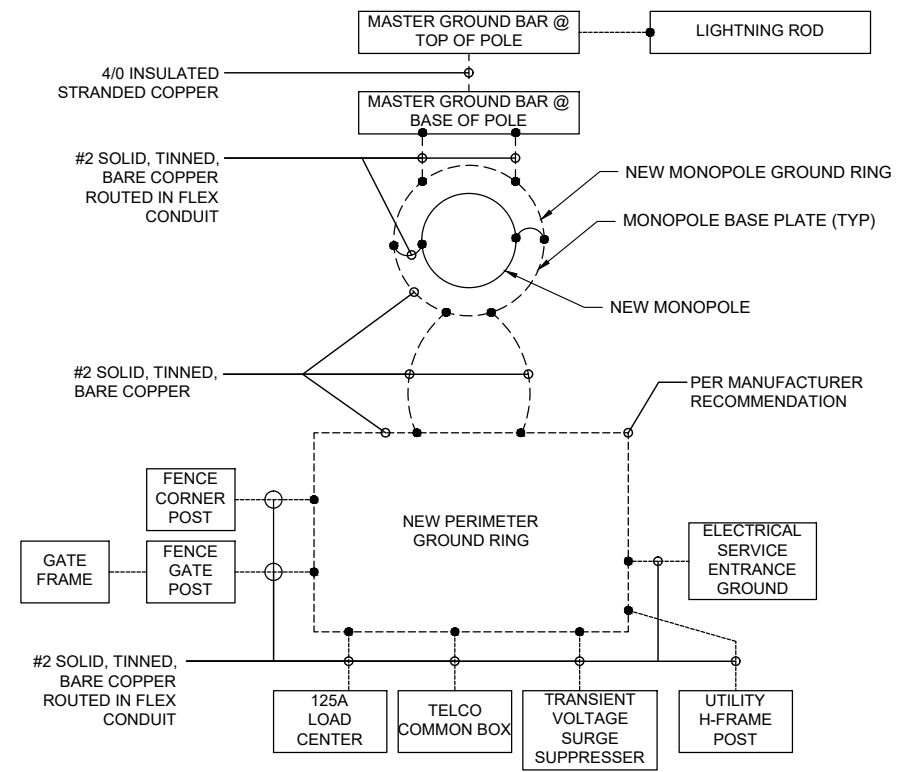 MASTER GROUND BAR @
TOP OF POLE
LIGHTNING ROD
4/0 INSULATED
STRANDED COPPER
MASTER GROUND BAR @
BASE OF POLE
#2 SOLID, TINNED,
BARE COPPER
ROUTED IN FLEX
CONDUIT
NEW MONOPOLE GROUND RING
MONOPOLE BASE PLATE (TYP)
NEW MONOPOLE
#2 SOLID, TINNED,
BARE COPPER
PER MANUFACTURER
RECOMMENDATION
FENCE
CORNER
POST
NEW PERIMETER
GROUND RING
GATE
FRAME
FENCE
GATE
POST
ELECTRICAL
SERVICE
ENTRANCE
GROUND
#2 SOLID, TINNED,
BARE COPPER
ROUTED IN FLEX
CONDUIT
125A
LOAD
CENTER
TELCO
COMMON BOX
TRANSIENT
VOLTAGE
SURGE
SUPPRESSER
UTILITY
H-FRAME
POST